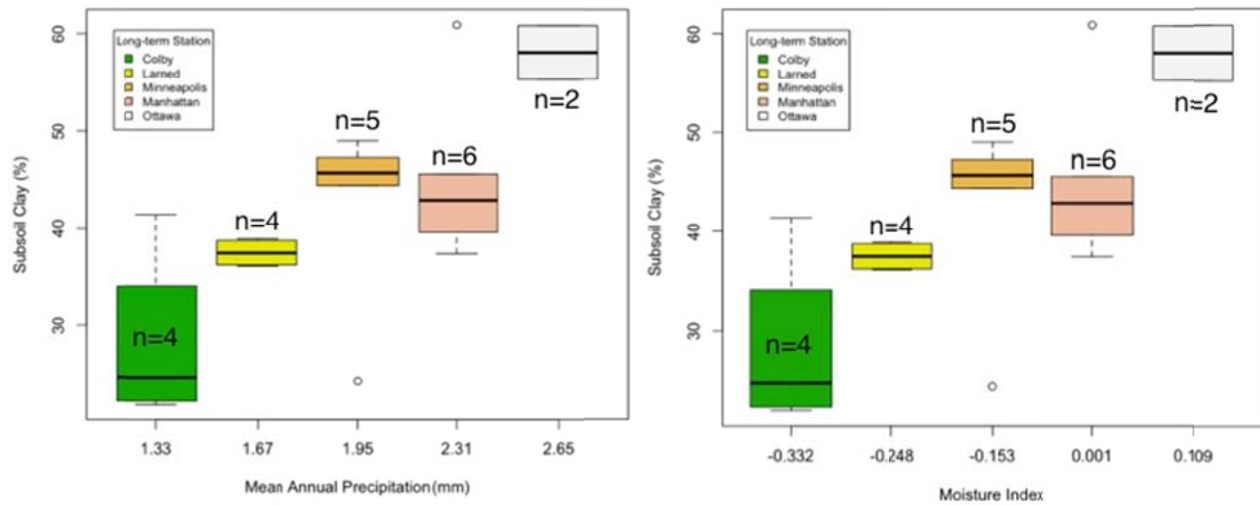 Long-term Station
Colby
Larned
Minneapolis
Manhattan
Ottawa
60
50
40
30
Subsoil Clay (%)
n=4
n=4
n=5
n=6
n=2
1.33
1.67
1.95
2.31
2.65
Mean Annual Precipitation (mm)
Long-term Station
Colby
Larned
Minneapolis
Manhattan
Ottawa
60
50
40
30
Subsoil Clay (%)
n=4
n=4
n=5
n=6
n=2
-0.332
-0.248
-0.153
0.001
0.109
Moisture Index